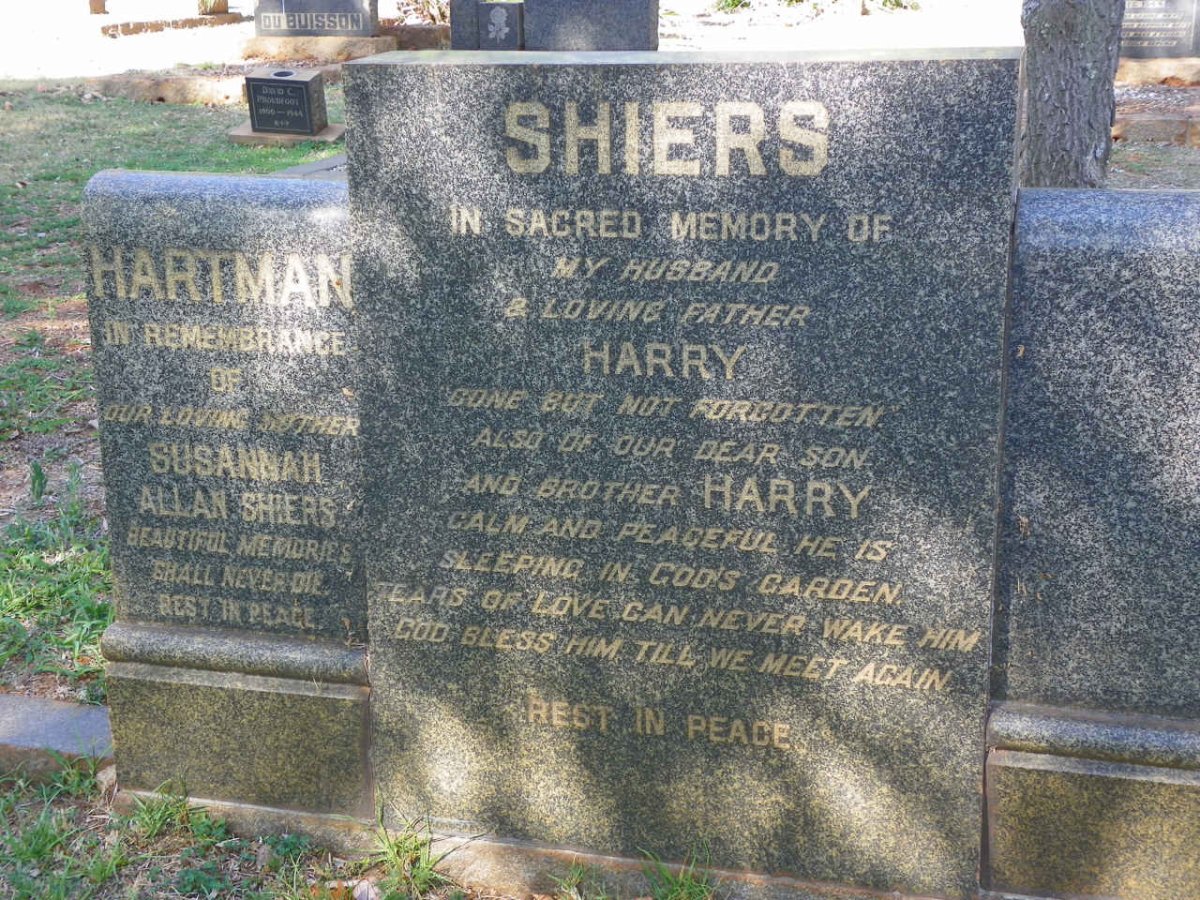 DU BUISSON
DAVID C.
PROUDFOOT
R.I.P.
SHIERS
IN SACRED MEMORY OF
MY HUSBAND
& LOVING FATHER
HARRY
"GONE BUT NOT FORGOTTEN"
ALSO OF OUR DEAR SON
AND BROTHER HARRY
CALM AND PEACEFUL HE IS
SLEEPING IN GOD'S GARDEN.
TEARS OF LOVE CAN NEVER WAKE HIM
GOD BLESS HIM, TILL WE MEET AGAIN.
REST IN PEACE.
HARTMAN
IN REMEMBRANCE
OF
OUR LOVING MOTHER
SUSANNAH
ALLAN SHIERS.
BEAUTIFUL MEMORIES
SHALL NEVER DIE.
REST IN PEACE.